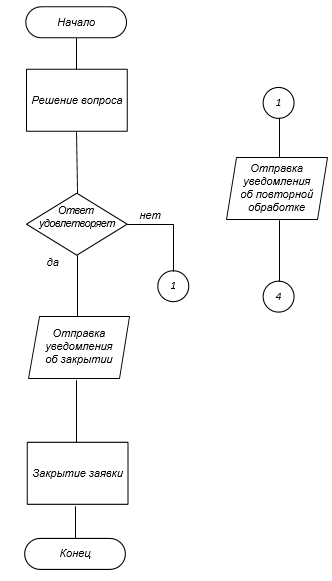 Начало
Решение вопроса
Ответ
удовлетворяет
нет
да
1
Отправка
уведомления
об закрытии
Закрытие заявки
Конец
1
Отправка
уведомления
об повторной
обработке
4